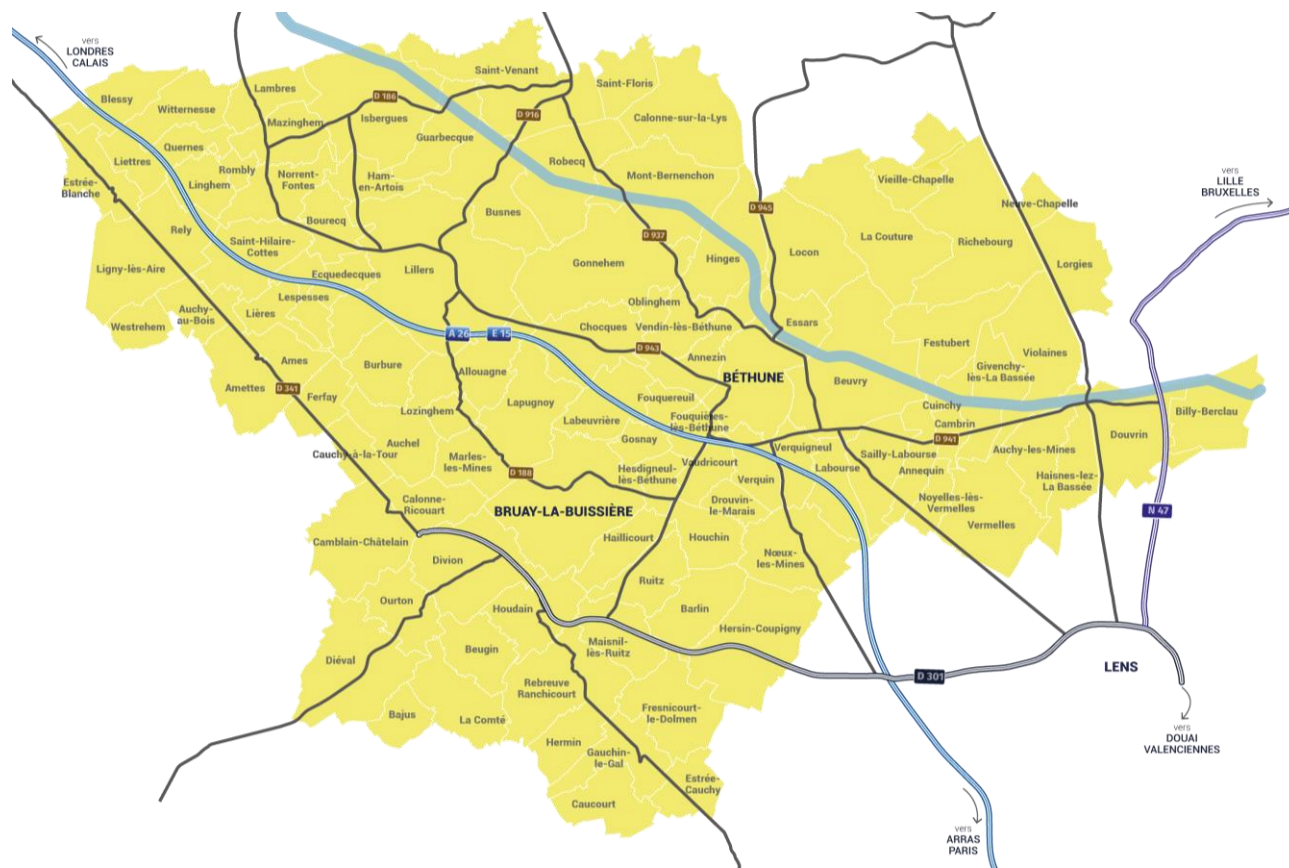 vers
LONDRES
CALAIS
Saint-Venant
Saint-Floris
Blessy
Lambres
Witternesse
D 186
Isbergues
D 916
Calonne-sur-la-Lys
Mazinghem
Guarbecque
Quernes
Liettres
Rombly
Robecq
Norrent-
Fontes
Ham-
en-Artois
Mont-Bernenchon
Vieille-Chapelle
vers
LILLE
BRUXELLES
Estrée-
Blanche
Linghem
Neuve-Chapelle
D 945
Busnes
Bourecq
Rely
D 937
La Couture
Richebourg
Saint-Hilaire-
Cottes
Locon
Hinges
Gonnehem
Lorgies
Ligny-lès-Aire
Ecquedecques
Lillers
Lespesses
Oblinghem
Auchy-
au-Bois
Lières
Westrehem
Chocques
Vendin-lès-Béthune
Essars
A 26
E 15
D 943
Annezin
Festubert
Violaines
Ames
Burbure
Allouagne
BÉTHUNE
Givenchy-
lès-La Bassée
Beuvry
Amettes
D 341
Ferfay
Lapugnoy
Fouquereuil
Cuinchy
Billy-Berclau
Lozinghem
Labeuvrière
Fouquières-
lès-Béthune
Cambrin
Douvrin
Auchel
Gosnay
D 941
Cauchy-à-la-Tour
Marles-
les-Mines
Verquigneul
Sailly-Labourse
Auchy-les-Mines
Vaudricourt
Labourse
Annequin
D 188
Hesdigneul-
lès-Béthune
Verquin
Haisnes-lez-
La Bassée
Calonne-
Ricouart
Drouvin-
le-Marais
Noyelles-lès-
Vermelles
BRUAY-LA-BUISSIÈRE
N 47
Vermelles
Camblain-Châtelain
Haillicourt
Houchin
Divion
Nœux-
les-Mines
Ruitz
Ourton
Houdain
Barlin
Hersin-Coupigny
Maisnil-
lès-Ruitz
Beugin
Diéval
LENS
D 301
Rebreuve
Ranchicourt
Bajus
La Comté
Fresnicourt-
le-Dolmen
vers
DOUAI
VALENCIENNES
Hermin
Gauchin-
le-Gal
Estrée-
Cauchy
Caucourt
vers
ARRAS
PARIS